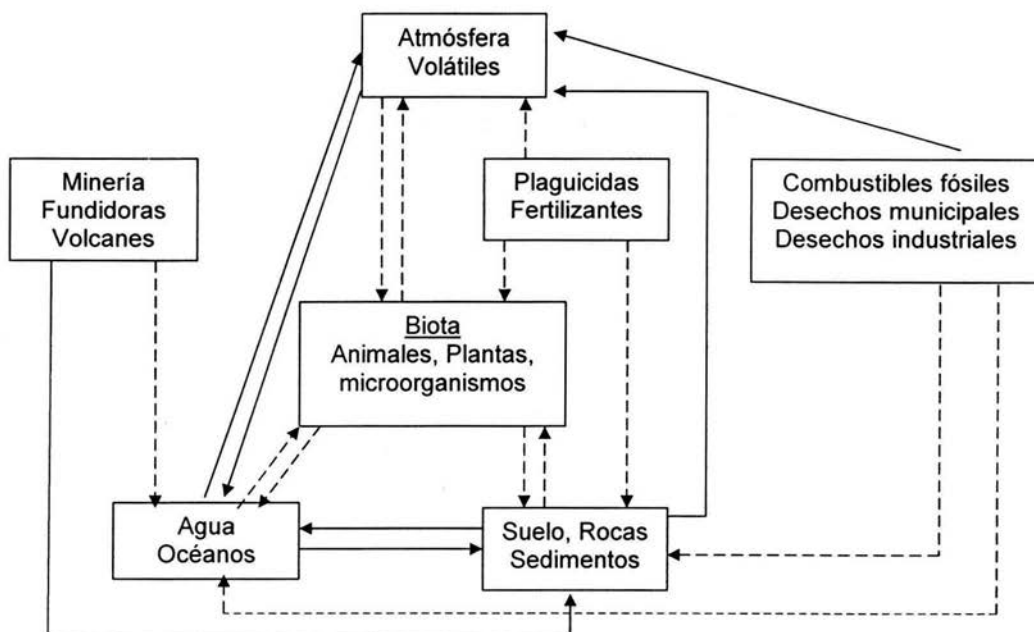 Atmósfera
Volátiles
Minería
Fundidoras
Volcanes
Plaguicidas
Fertilizantes
Combustibles fósiles
Desechos municipales
Desechos industriales
Biota
Animales, Plantas,
microorganismos
Agua
Océanos
Suelo, Rocas
Sedimentos